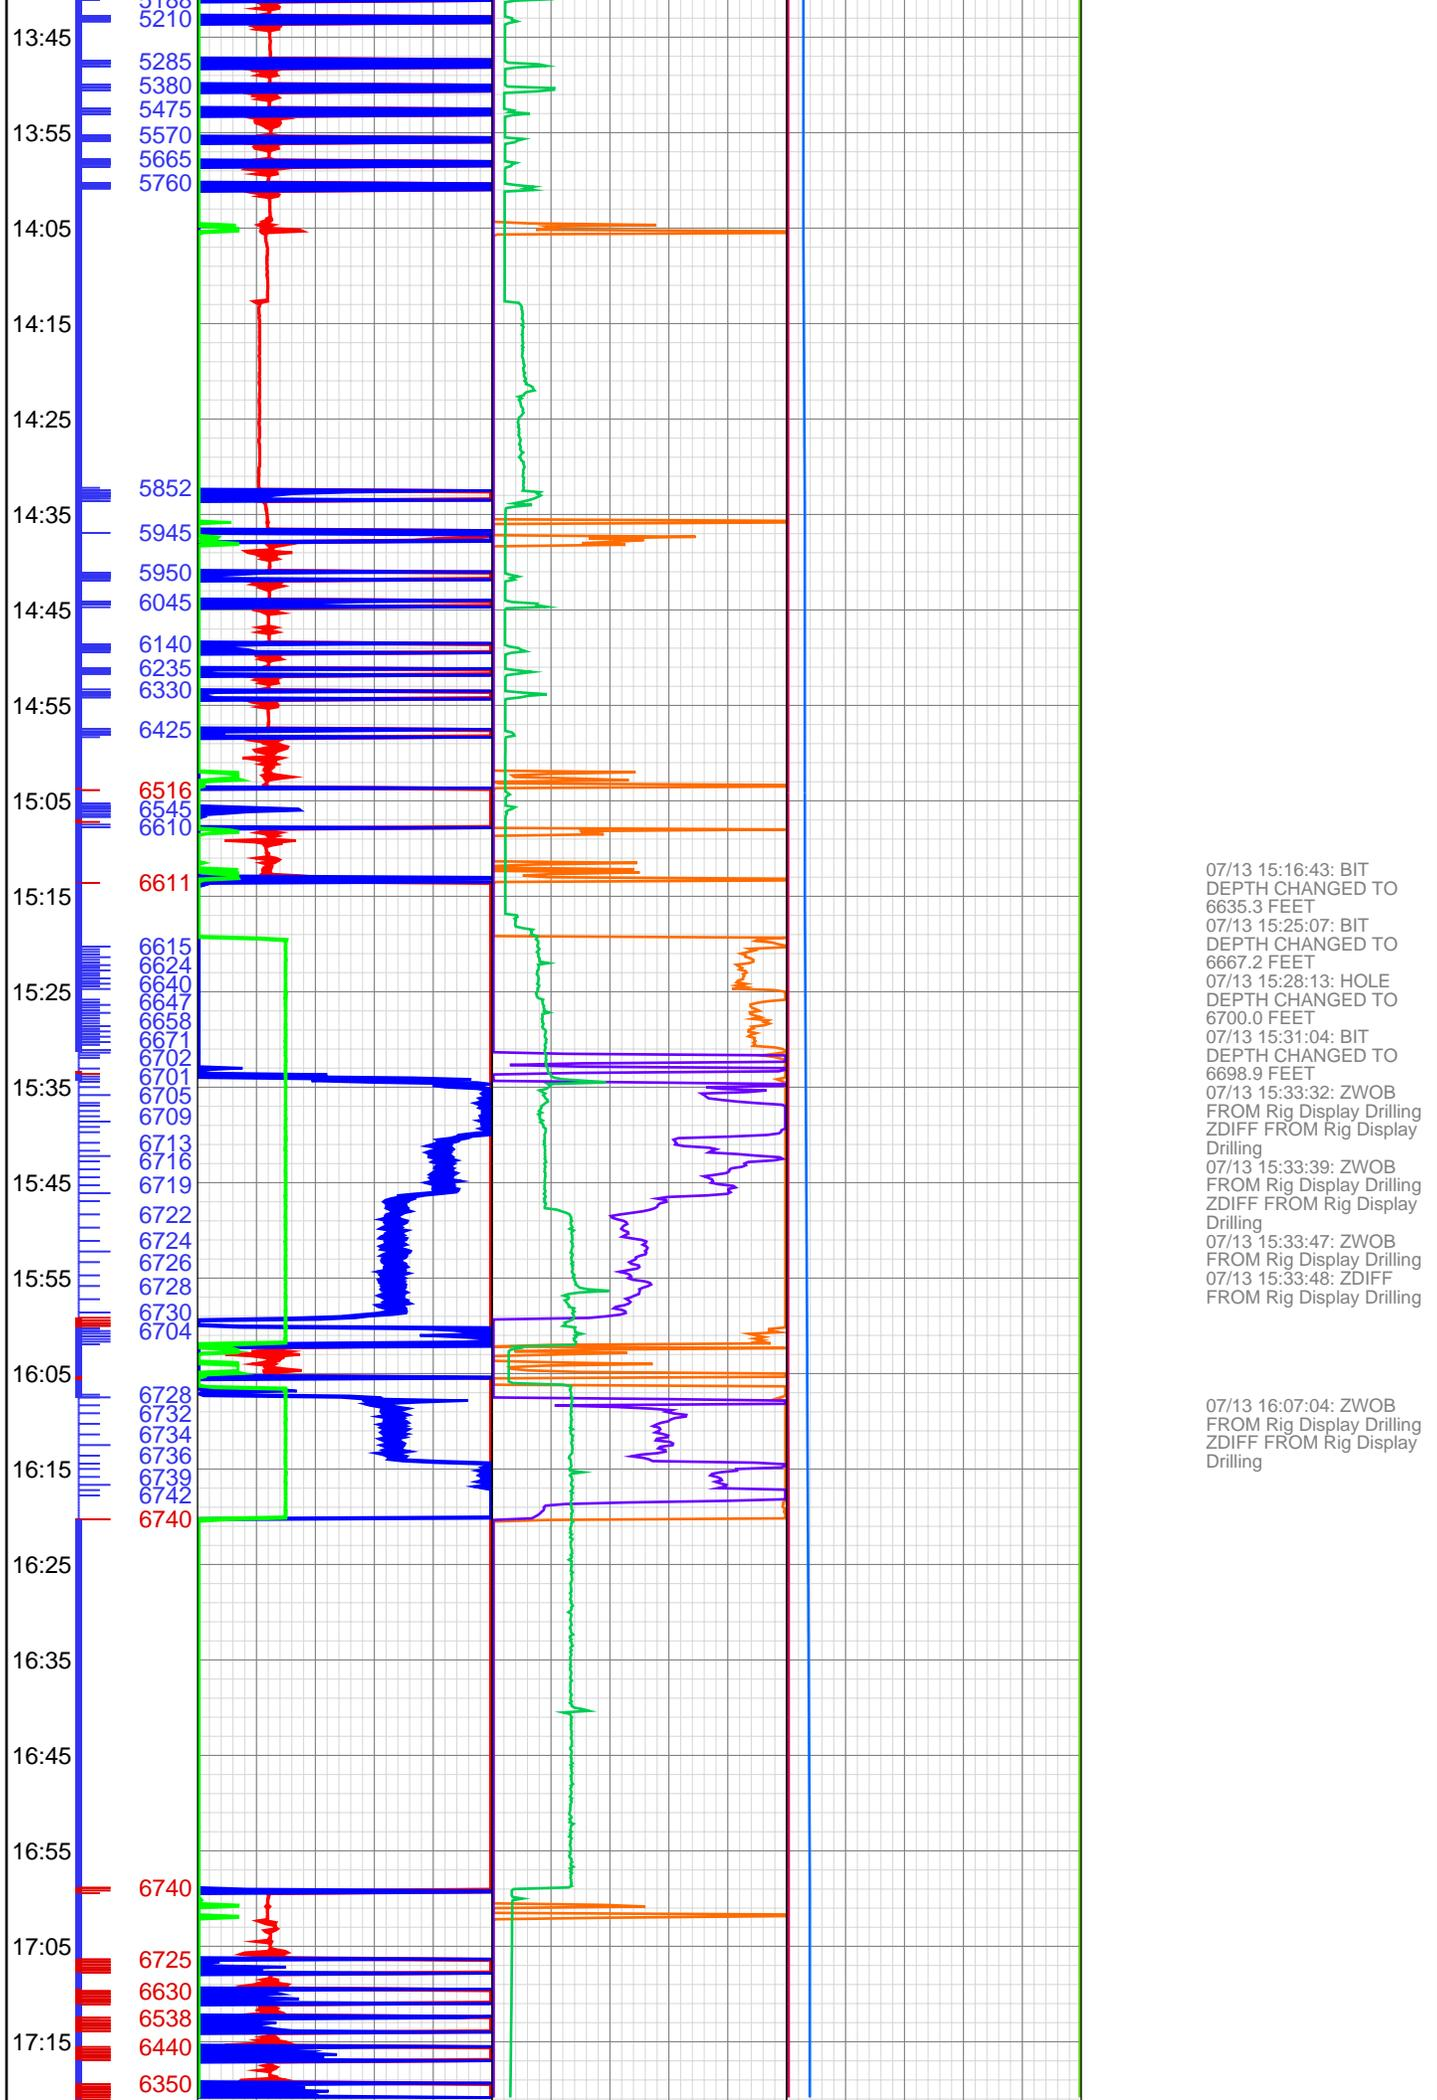 5188
5210
13:45
5285
5380
5475
13:55
5570
5665
5760
14:05
14:15
14:25
5852
14:35
5945
5950
14:45
6045
6140
6235
6330
14:55
6425
6516
15:05
6545
6610
6611
15:15
6615
6624
6640
15:25
6647
6658
6671
6702
6701
15:35
6705
6709
6713
6716
15:45
6719
6722
6724
6726
15:55
6728
6730
6704
16:05
6728
6732
6734
6736
16:15
6739
6742
6740
16:25
16:35
16:45
16:55
6740
17:05
6725
6630
6538
17:15
6440
6350
07/13 15:16:43: BIT
DEPTH CHANGED TO
6635.3 FEET
07/13 15:25:07: BIT
DEPTH CHANGED TO
6667.2 FEET
07/13 15:28:13: HOLE
DEPTH CHANGED TO
6700.0 FEET
07/13 15:31:04: BIT
DEPTH CHANGED TO
6698.9 FEET
07/13 15:33:32: ZWOB
FROM Rig Display Drilling
ZDIFF FROM Rig Display
Drilling
07/13 15:33:39: ZWOB
FROM Rig Display Drilling
ZDIFF FROM Rig Display
Drilling
07/13 15:33:47: ZWOB
FROM Rig Display Drilling
07/13 15:33:48: ZDIFF
FROM Rig Display Drilling
07/13 16:07:04: ZWOB
FROM Rig Display Drilling
ZDIFF FROM Rig Display
Drilling